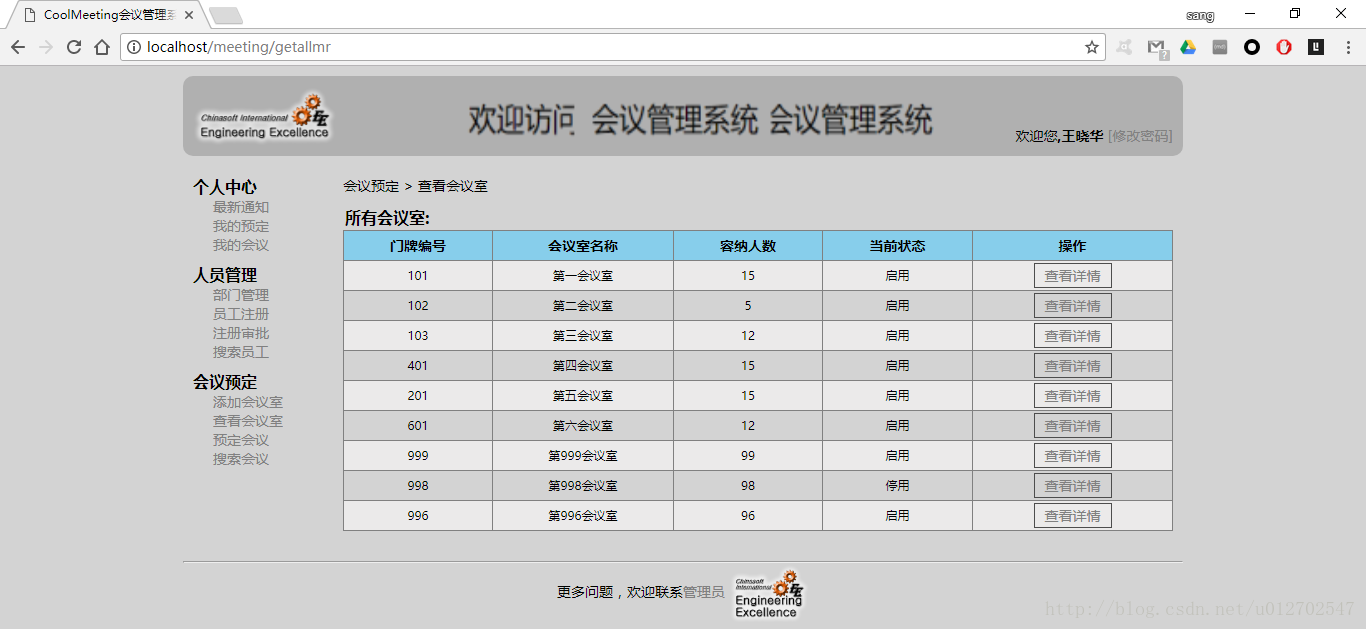 CoolMeeting会议管理系
sang
localhost/meeting/getallmr
Chinasoft International
Engineering Excellence
欢迎访问 会议管理系统 会议管理系统
欢迎您,王晓华 [修改密码]
个人中心
最新通知
我的预定
我的会议
人员管理
部门管理
员工注册
注册审批
搜索员工
会议预定
添加会议室
查看会议室
预定会议
搜索会议
会议预定 > 查看会议室
所有会议室:
门牌编号 会议室名称 容纳人数 当前状态 操作
101 第一会议室 15 启用 查看详情
102 第二会议室 5 启用 查看详情
103 第三会议室 12 启用 查看详情
401 第四会议室 15 启用 查看详情
201 第五会议室 15 启用 查看详情
601 第六会议室 12 启用 查看详情
999 第999会议室 99 启用 查看详情
998 第998会议室 98 停用 查看详情
996 第996会议室 96 启用 查看详情
更多问题，欢迎联系管理员
Chinasoft
International
Engineering
Excellence
http://blog.csdn.net/u012702547